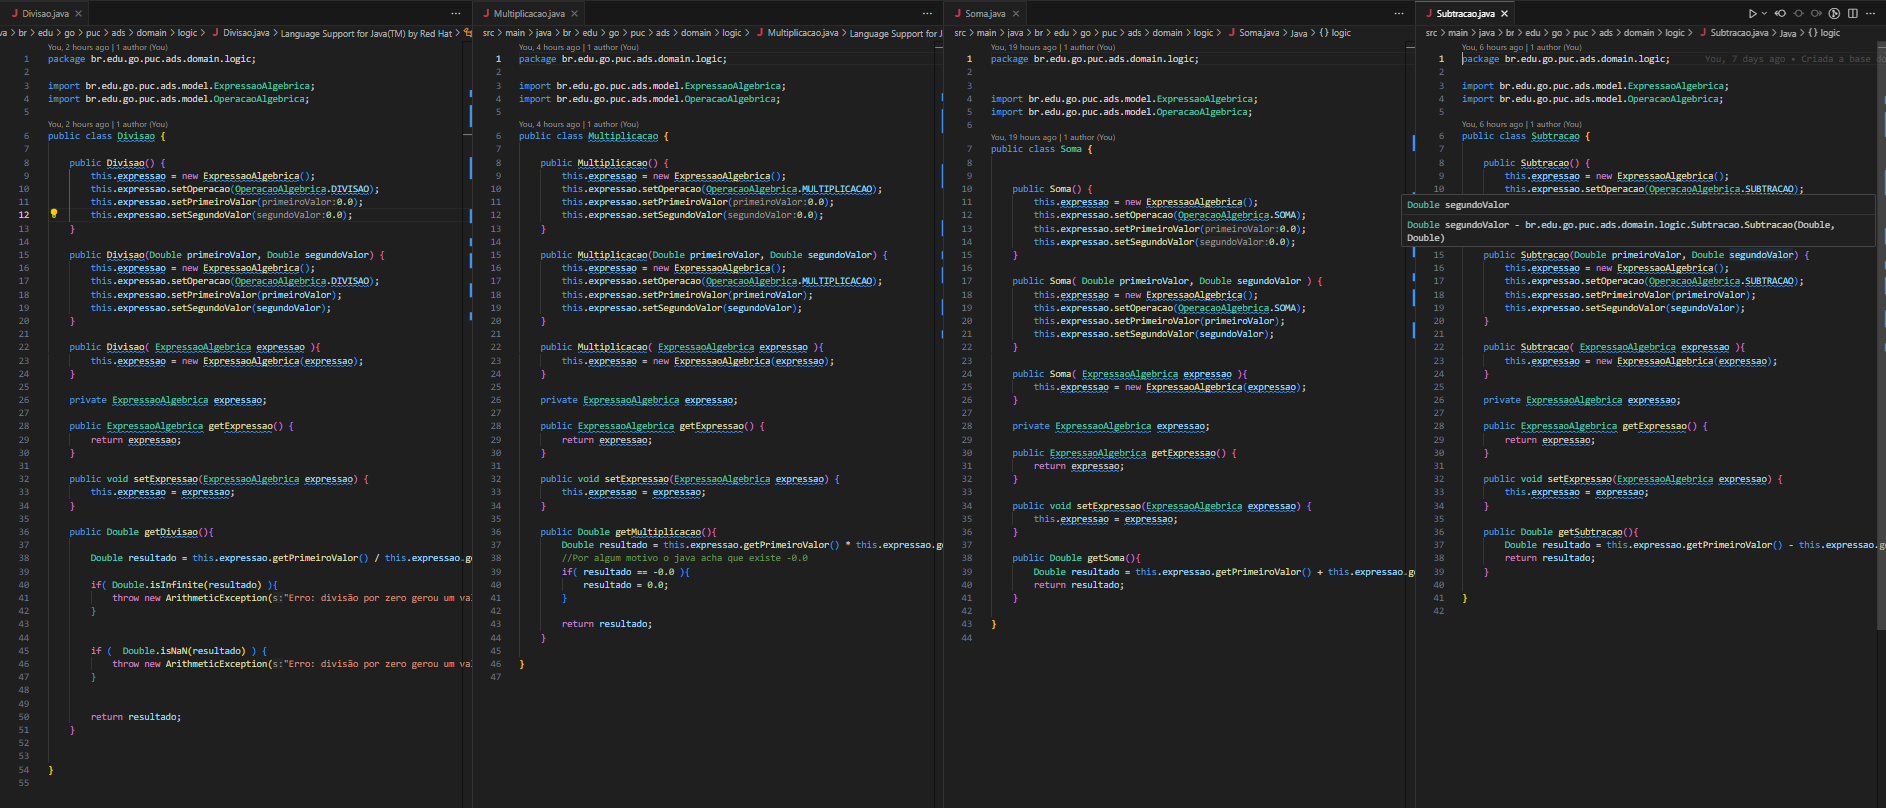 Divisao.java
va > br > edu > go > puc > ads > domain > logic > Divisao.java > Language Support for Java(TM) by Red Hat >
You, 2 hours ago | 1 author (You)
1 package br.edu.go.puc.ads.domain.logic;
2
3 import br.edu.go.puc.ads.model.ExpressaoAlgebrica;
4 import br.edu.go.puc.ads.model.OperacaoAlgebrica;
5
You, 2 hours ago | 1 author (You)
6 public class Divisao {
7
8 public Divisao() {
9 this.expressao = new ExpressaoAlgebrica();
10 this.expressao.setOperacao(OperacaoAlgebrica.DIVISAO);
11 this.expressao.setPrimeiroValor(primeiroValor:0.0);
12 this.expressao.setSegundoValor(segundoValor:0.0);
13 }
14
15 public Divisao(Double primeiroValor, Double segundoValor) {
16 this.expressao = new ExpressaoAlgebrica();
17 this.expressao.setOperacao(OperacaoAlgebrica.DIVISAO);
18 this.expressao.setPrimeiroValor(primeiroValor);
19 this.expressao.setSegundoValor(segundoValor);
20 }
21
22 public Divisao( ExpressaoAlgebrica expressao ){
23 this.expressao = new ExpressaoAlgebrica(expressao);
24 }
25
26 private ExpressaoAlgebrica expressao;
27
28 public ExpressaoAlgebrica getExpressao() {
29 return expressao;
30 }
31
32 public void setExpressao(ExpressaoAlgebrica expressao) {
33 this.expressao = expressao;
34 }
35
36 public Double getDivisao(){
37
38 Double resultado = this.expressao.getPrimeiroValor() / this.expressao.ge
39
40 if( Double.isInfinite(resultado) ){
41 throw new ArithmeticException(s:"Erro: divisão por zero gerou um va
42 }
43
44
45 if ( Double.isNaN(resultado) ) {
46 throw new ArithmeticException(s:"Erro: divisão por zero gerou um va
47 }
48
49
50 return resultado;
51 }
52
53
54 }
55
Multiplicacao.java
src > main > java > br > edu > go > puc > ads > domain > logic > Multiplicacao.java > Language Support for J
You, 4 hours ago | 1 author (You)
1 package br.edu.go.puc.ads.domain.logic;
2
3 import br.edu.go.puc.ads.model.ExpressaoAlgebrica;
4 import br.edu.go.puc.ads.model.OperacaoAlgebrica;
5
You, 4 hours ago | 1 author (You)
6 public class Multiplicacao {
7
8 public Multiplicacao() {
9 this.expressao = new ExpressaoAlgebrica();
10 this.expressao.setOperacao(OperacaoAlgebrica.MULTIPLICACAO);
11 this.expressao.setPrimeiroValor(primeiroValor:0.0);
12 this.expressao.setSegundoValor(segundoValor:0.0);
13 }
14
15 public Multiplicacao(Double primeiroValor, Double segundoValor) {
16 this.expressao = new ExpressaoAlgebrica();
17 this.expressao.setOperacao(OperacaoAlgebrica.MULTIPLICACAO);
18 this.expressao.setPrimeiroValor(primeiroValor);
19 this.expressao.setSegundoValor(segundoValor);
20 }
21
22 public Multiplicacao( ExpressaoAlgebrica expressao ){
23 this.expressao = new ExpressaoAlgebrica(expressao);
24 }
25
26 private ExpressaoAlgebrica expressao;
27
28 public ExpressaoAlgebrica getExpressao() {
29 return expressao;
30 }
31
32 public void setExpressao(ExpressaoAlgebrica expressao) {
33 this.expressao = expressao;
34 }
35
36 public Double getMultiplicacao(){
37 Double resultado = this.expressao.getPrimeiroValor() * this.expressao.ge
38 //Por algum motivo o java acha que existe -0.0
39 if( resultado == -0.0 ){
40 resultado = 0.0;
41 }
42
43 return resultado;
44 }
45
46 }
47
Soma.java
src > main > java > br > edu > go > puc > ads > domain > logic > Soma.java > Java > {} logic
You, 19 hours ago | 1 author (You)
1 package br.edu.go.puc.ads.domain.logic;
2
3
4 import br.edu.go.puc.ads.model.ExpressaoAlgebrica;
5 import br.edu.go.puc.ads.model.OperacaoAlgebrica;
6
You, 19 hours ago | 1 author (You)
7 public class Soma {
8
9
10 public Soma() {
11 this.expressao = new ExpressaoAlgebrica();
12 this.expressao.setOperacao(OperacaoAlgebrica.SOMA);
13 this.expressao.setPrimeiroValor(primeiroValor:0.0);
14 this.expressao.setSegundoValor(segundoValor:0.0);
15 }
16
17 public Soma( Double primeiroValor, Double segundoValor ) {
18 this.expressao = new ExpressaoAlgebrica();
19 this.expressao.setOperacao(OperacaoAlgebrica.SOMA);
20 this.expressao.setPrimeiroValor(primeiroValor);
21 this.expressao.setSegundoValor(segundoValor);
22 }
23
24 public Soma( ExpressaoAlgebrica expressao ){
25 this.expressao = new ExpressaoAlgebrica(expressao);
26 }
27
28 private ExpressaoAlgebrica expressao;
29
30 public ExpressaoAlgebrica getExpressao() {
31 return expressao;
32 }
33
34 public void setExpressao(ExpressaoAlgebrica expressao) {
35 this.expressao = expressao;
36 }
37
38 public Double getSoma(){
39 Double resultado = this.expressao.getPrimeiroValor() + this.expressao.ge
40 return resultado;
41 }
42
43 }
44
Subtracao.java
src > main > java > br > edu > go > puc > ads > domain > logic > Subtracao.java > Java > {} logic
You, 6 hours ago | 1 author (You)
1 package br.edu.go.puc.ads.domain.logic; You, 7 days ago • Criada a base do
2
3 import br.edu.go.puc.ads.model.ExpressaoAlgebrica;
4 import br.edu.go.puc.ads.model.OperacaoAlgebrica;
5
You, 6 hours ago | 1 author (You)
6 public class Subtracao {
7
8 public Subtracao() {
9 this.expressao = new ExpressaoAlgebrica();
10 this.expressao.setOperacao(OperacaoAlgebrica.SUBTRACAO);
Double segundoValor
Double segundoValor - br.edu.go.puc.ads.domain.logic.Subtracao.Subtracao(Double,
Double)
15 public Subtracao(Double primeiroValor, Double segundoValor) {
16 this.expressao = new ExpressaoAlgebrica();
17 this.expressao.setOperacao(OperacaoAlgebrica.SUBTRACAO);
18 this.expressao.setPrimeiroValor(primeiroValor);
19 this.expressao.setSegundoValor(segundoValor);
20 }
21
22 public Subtracao( ExpressaoAlgebrica expressao ){
23 this.expressao = new ExpressaoAlgebrica(expressao);
24 }
25
26 private ExpressaoAlgebrica expressao;
27
28 public ExpressaoAlgebrica getExpressao() {
29 return expressao;
30 }
31
32 public void setExpressao(ExpressaoAlgebrica expressao) {
33 this.expressao = expressao;
34 }
35
36 public Double getSubtracao(){
37 Double resultado = this.expressao.getPrimeiroValor() - this.expressao.ge
38 return resultado;
39 }
40
41 }
42